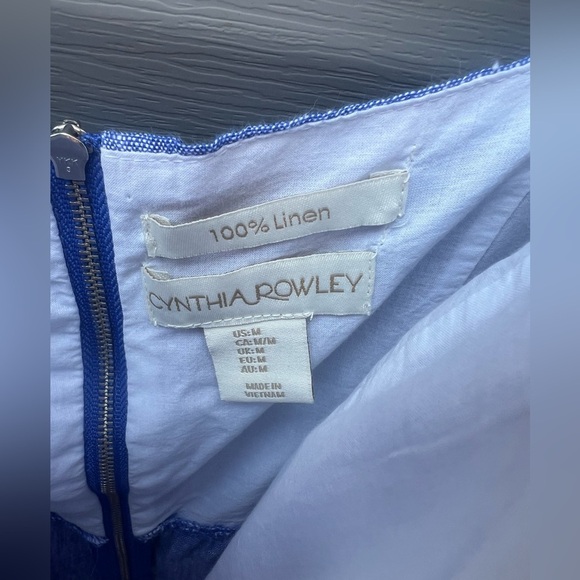 100% Linen
CYNTHIA ROWLEY
US:M
CA:M/M
UK:M
EU:M
AU:M
MADE IN
VIETNAM